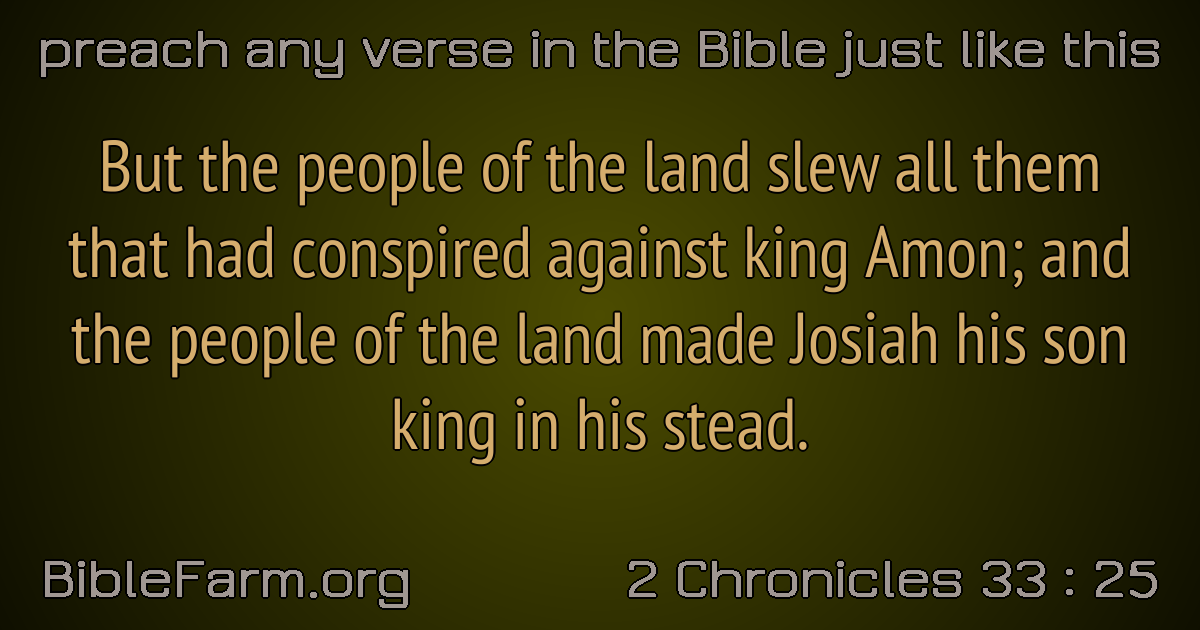 preach any verse in the Bible just like this
But the people of the land slew all them
that had conspired against king Amon; and
the people of the land made Josiah his son
king in his stead.
BibleFarm.org
2 Chronicles 33 : 25